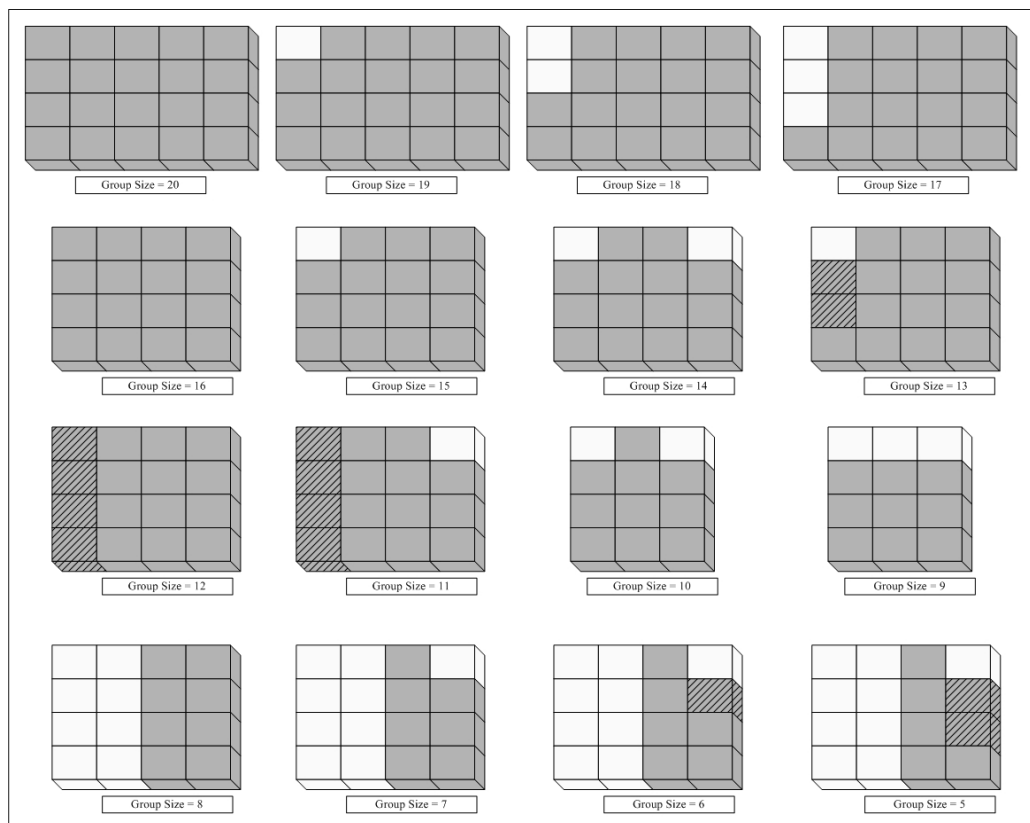 Group Size = 20
Group Size = 19
Group Size = 18
Group Size = 17
Group Size = 16
Group Size = 15
Group Size = 14
Group Size = 13
Group Size = 12
Group Size = 11
Group Size = 10
Group Size = 9
Group Size = 8
Group Size = 7
Group Size = 6
Group Size = 5